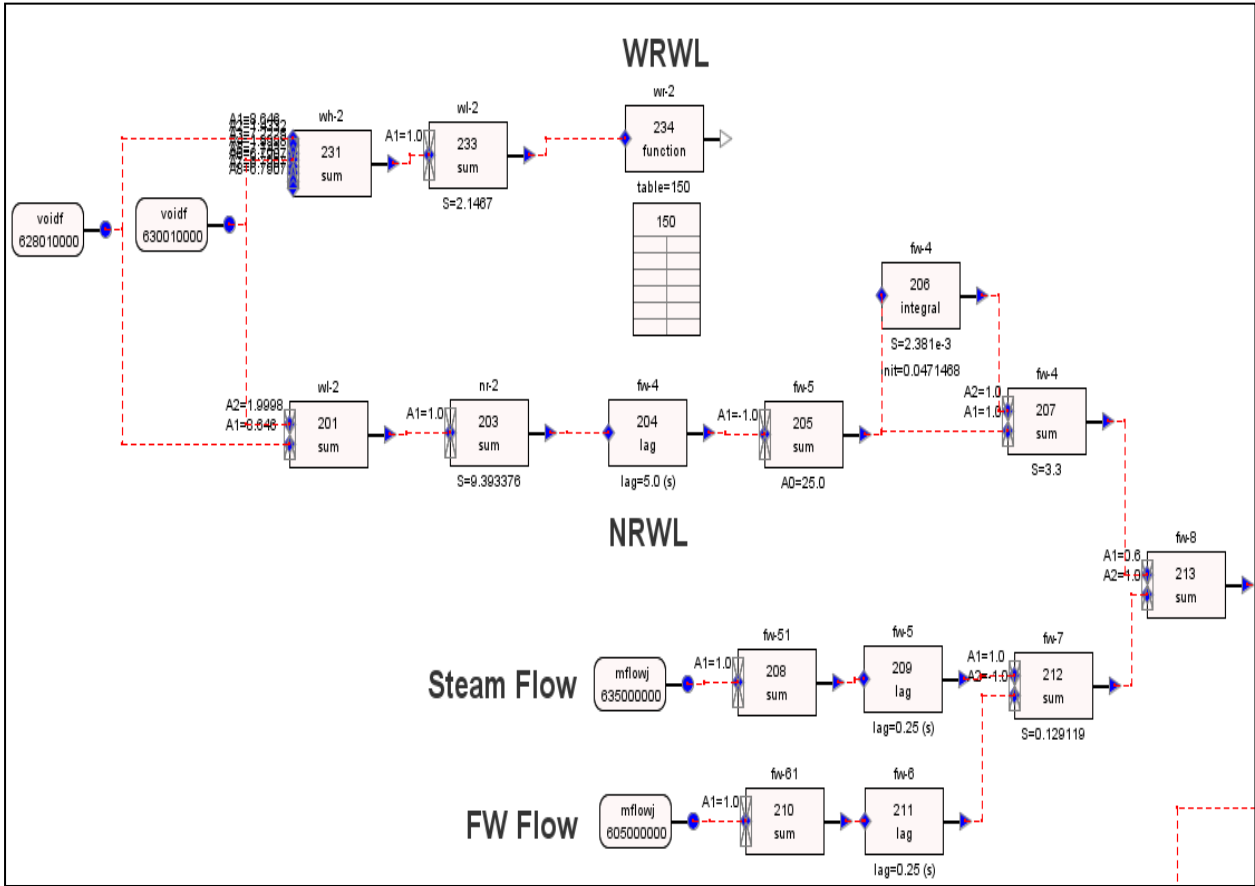 WRWL
wh-2
231
sum
wl-2
A1=1.0
233
sum
S=2.1467
wr-2
234
function
table=150
150
voidf
628010000
voidf
630010000
wl-2
A2=1.9998
201
sum
nr-2
A1=1.0
203
sum
S=9.393376
fw-4
204
lag
lag=5.0 (s)
fw-5
A1=-1.0
205
sum
A0=25.0
fw-4
206
integral
S=2.381e-3
init=0.0471468
fw-4
A2=1.0
A1=1.0
207
sum
S=3.3
NRWL
fw-8
A1=0.6
A2=1.0
213
sum
Steam Flow
mflowj
635000000
fw-51
A1=1.0
208
sum
fw-5
209
lag
lag=0.25 (s)
fw-7
A1=1.0
A2=-1.0
212
sum
S=0.129119
FW Flow
mflowj
605000000
fw-61
A1=1.0
210
sum
fw-6
211
lag
lag=0.25 (s)